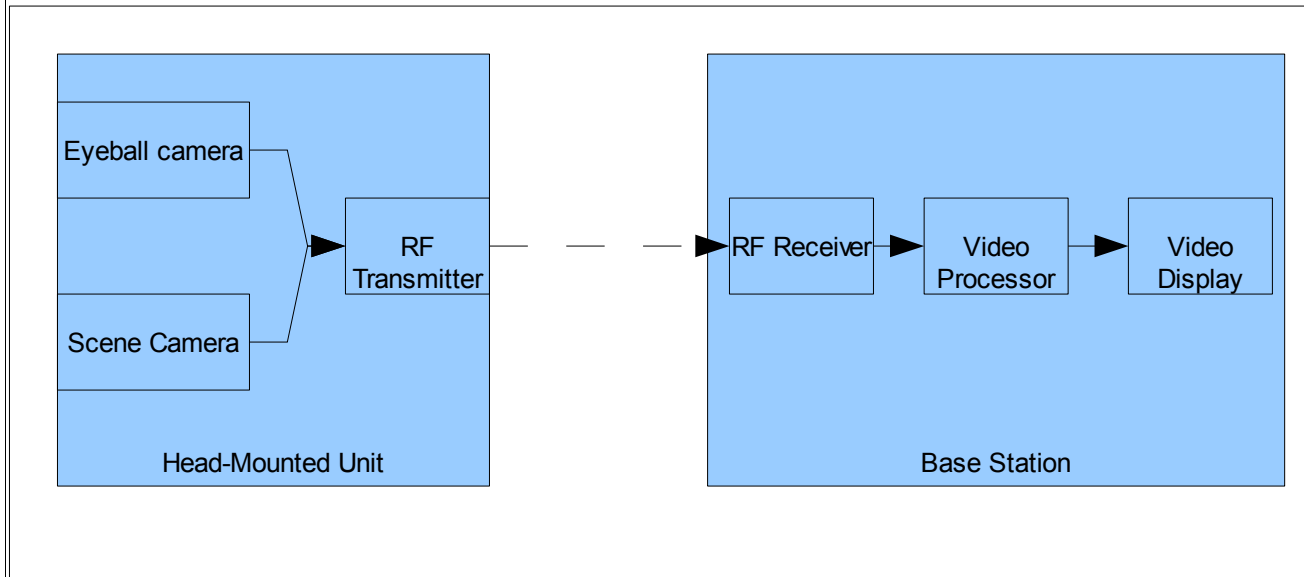 Eyeball camera
Scene Camera
RF
Transmitter
Head-Mounted Unit
RF Receiver
Video
Processor
Video
Display
Base Station